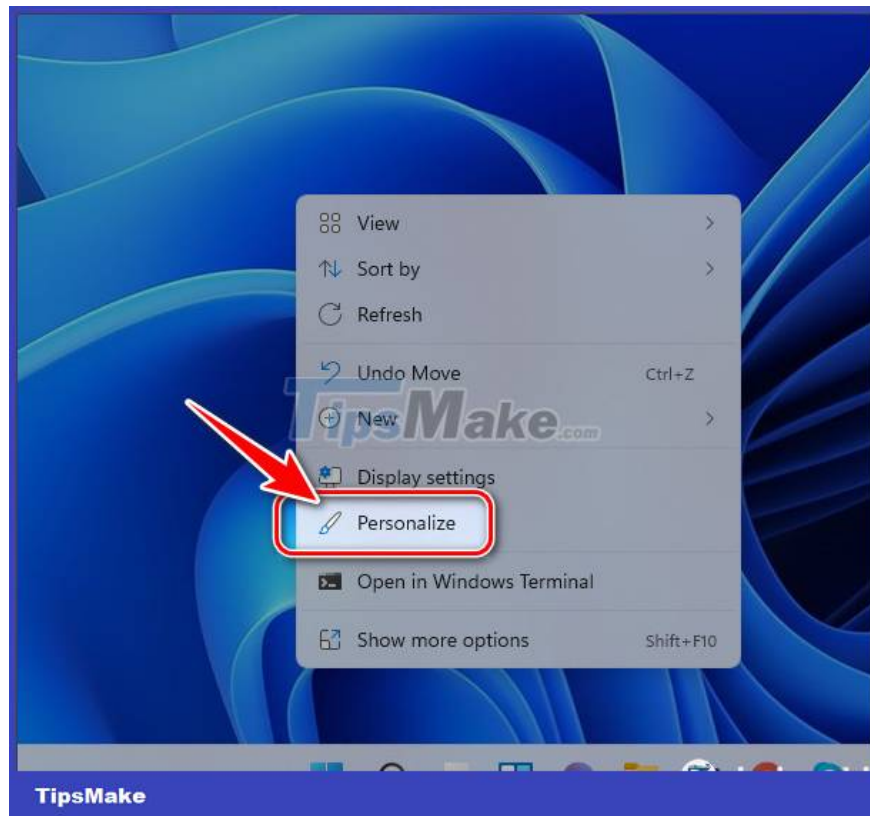 View
Sort by
Refresh
Undo Move Ctrl+Z
New
TipsMake.com
Display settings
Personalize
Open in Windows Terminal
Show more options Shift+F10
TipsMake